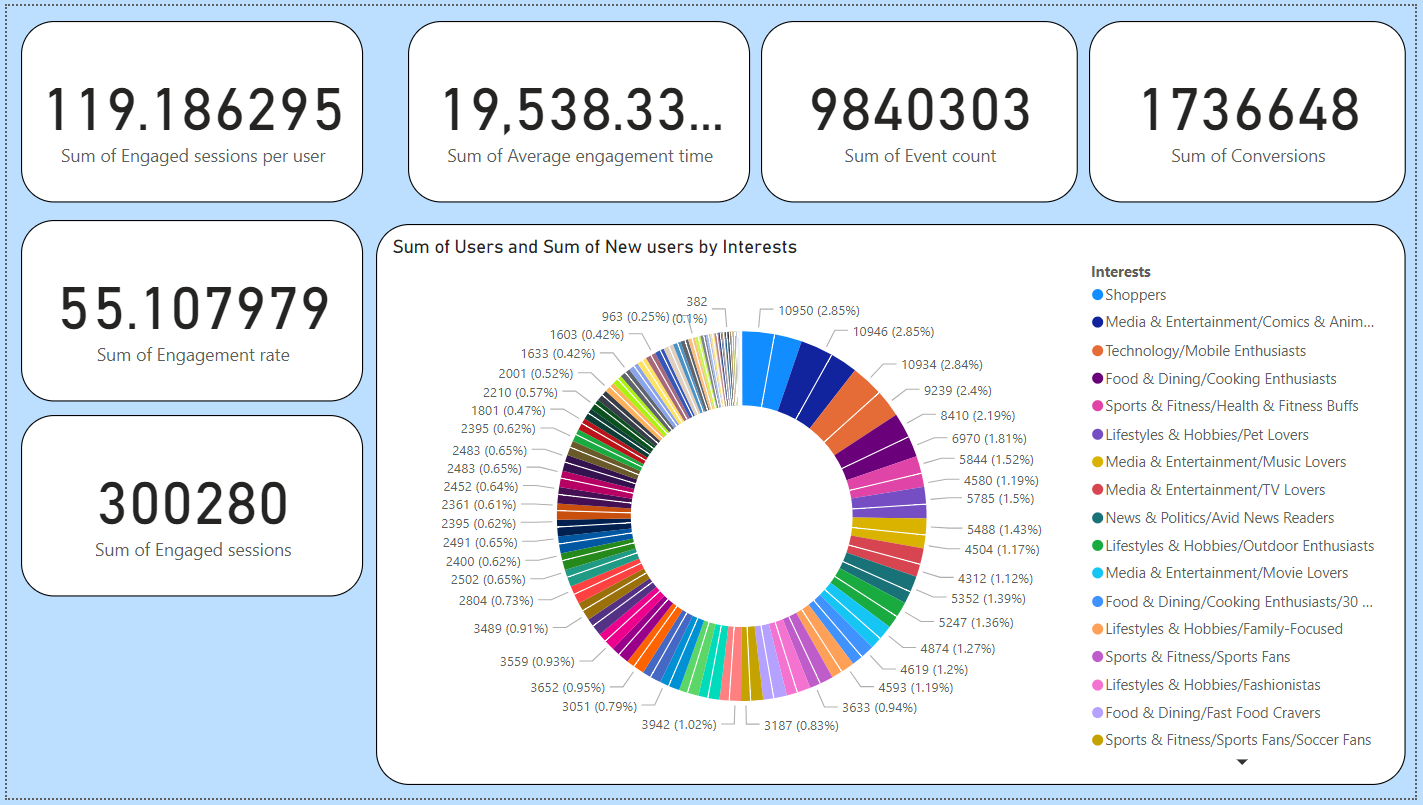 119.186295
Sum of Engaged sessions per user
19,538.33...
Sum of Average engagement time
9840303
Sum of Event count
1736648
Sum of Conversions
55.107979
Sum of Engagement rate
300280
Sum of Engaged sessions
Sum of Users and Sum of New users by Interests
10950 (2.85%)
10946 (2.85%)
10934 (2.84%)
9239 (2.4%)
8410 (2.19%)
6970 (1.81%)
5844 (1.52%)
4580 (1.19%)
5785 (1.5%)
5488 (1.43%)
4504 (1.17%)
4312 (1.12%)
5352 (1.39%)
5247 (1.36%)
4874 (1.27%)
4619 (1.2%)
4593 (1.19%)
3633 (0.94%)
3187 (0.83%)
3942 (1.02%)
3051 (0.79%)
3652 (0.95%)
3559 (0.93%)
3489 (0.91%)
2804 (0.73%)
2502 (0.65%)
2400 (0.62%)
2491 (0.65%)
2395 (0.62%)
2361 (0.61%)
2452 (0.64%)
2483 (0.65%)
2483 (0.65%)
2395 (0.62%)
1801 (0.47%)
2210 (0.57%)
2001 (0.52%)
1633 (0.42%)
1603 (0.42%)
963 (0.25%)
382
(0.1%)
Interests
Shoppers
Media & Entertainment/Comics & Anim...
Technology/Mobile Enthusiasts
Food & Dining/Cooking Enthusiasts
Sports & Fitness/Health & Fitness Buffs
Lifestyles & Hobbies/Pet Lovers
Media & Entertainment/Music Lovers
Media & Entertainment/TV Lovers
News & Politics/Avid News Readers
Lifestyles & Hobbies/Outdoor Enthusiasts
Media & Entertainment/Movie Lovers
Food & Dining/Cooking Enthusiasts/30 ...
Lifestyles & Hobbies/Family-Focused
Sports & Fitness/Sports Fans
Lifestyles & Hobbies/Fashionistas
Food & Dining/Fast Food Cravers
Sports & Fitness/Sports Fans/Soccer Fans